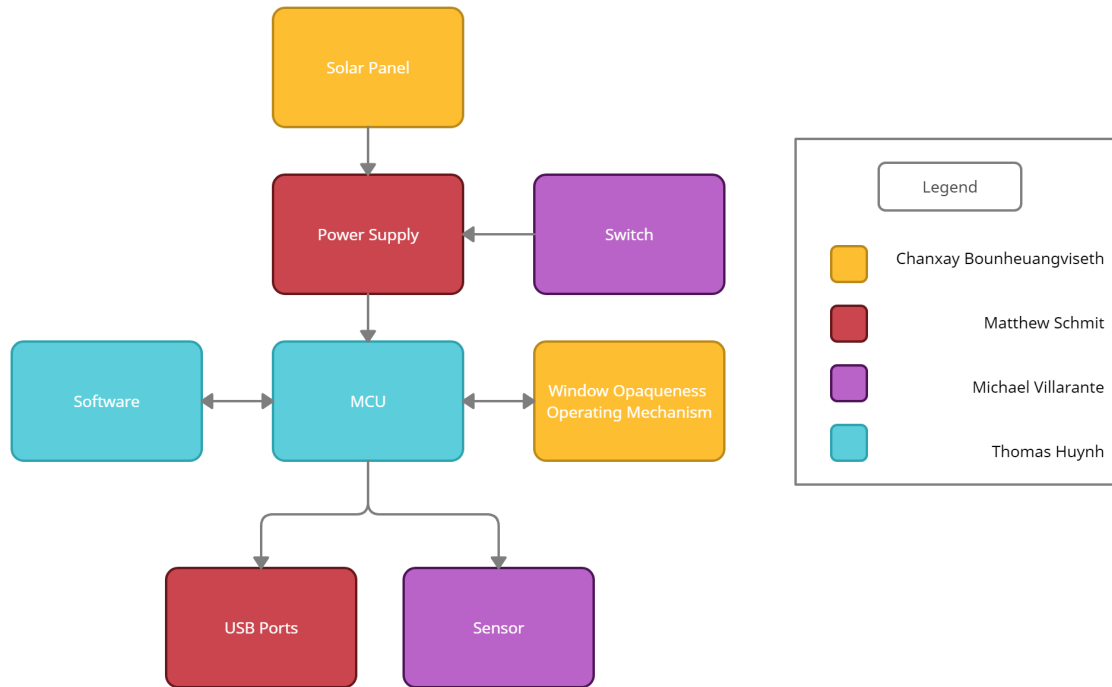 Solar Panel
Power Supply
Switch
Software
MCU
Window Opaqueness
Operating Mechanism
USB Ports
Sensor
Legend
Chanxay Bounheuangviseth
Matthew Schmit
Michael Villarante
Thomas Huynh